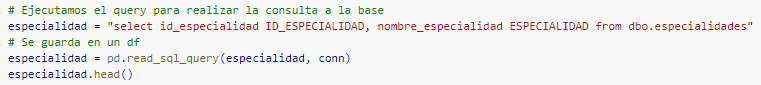 # Ejecutamos el query para realizar la consulta a la base
especialidad = "select id_especialidad ID_ESPECIALIDAD, nombre_especialidad ESPECIALIDAD from dbo.especialidades"
# Se guarda en un df
especialidad = pd.read_sql_query(especialidad, conn)
especialidad.head()